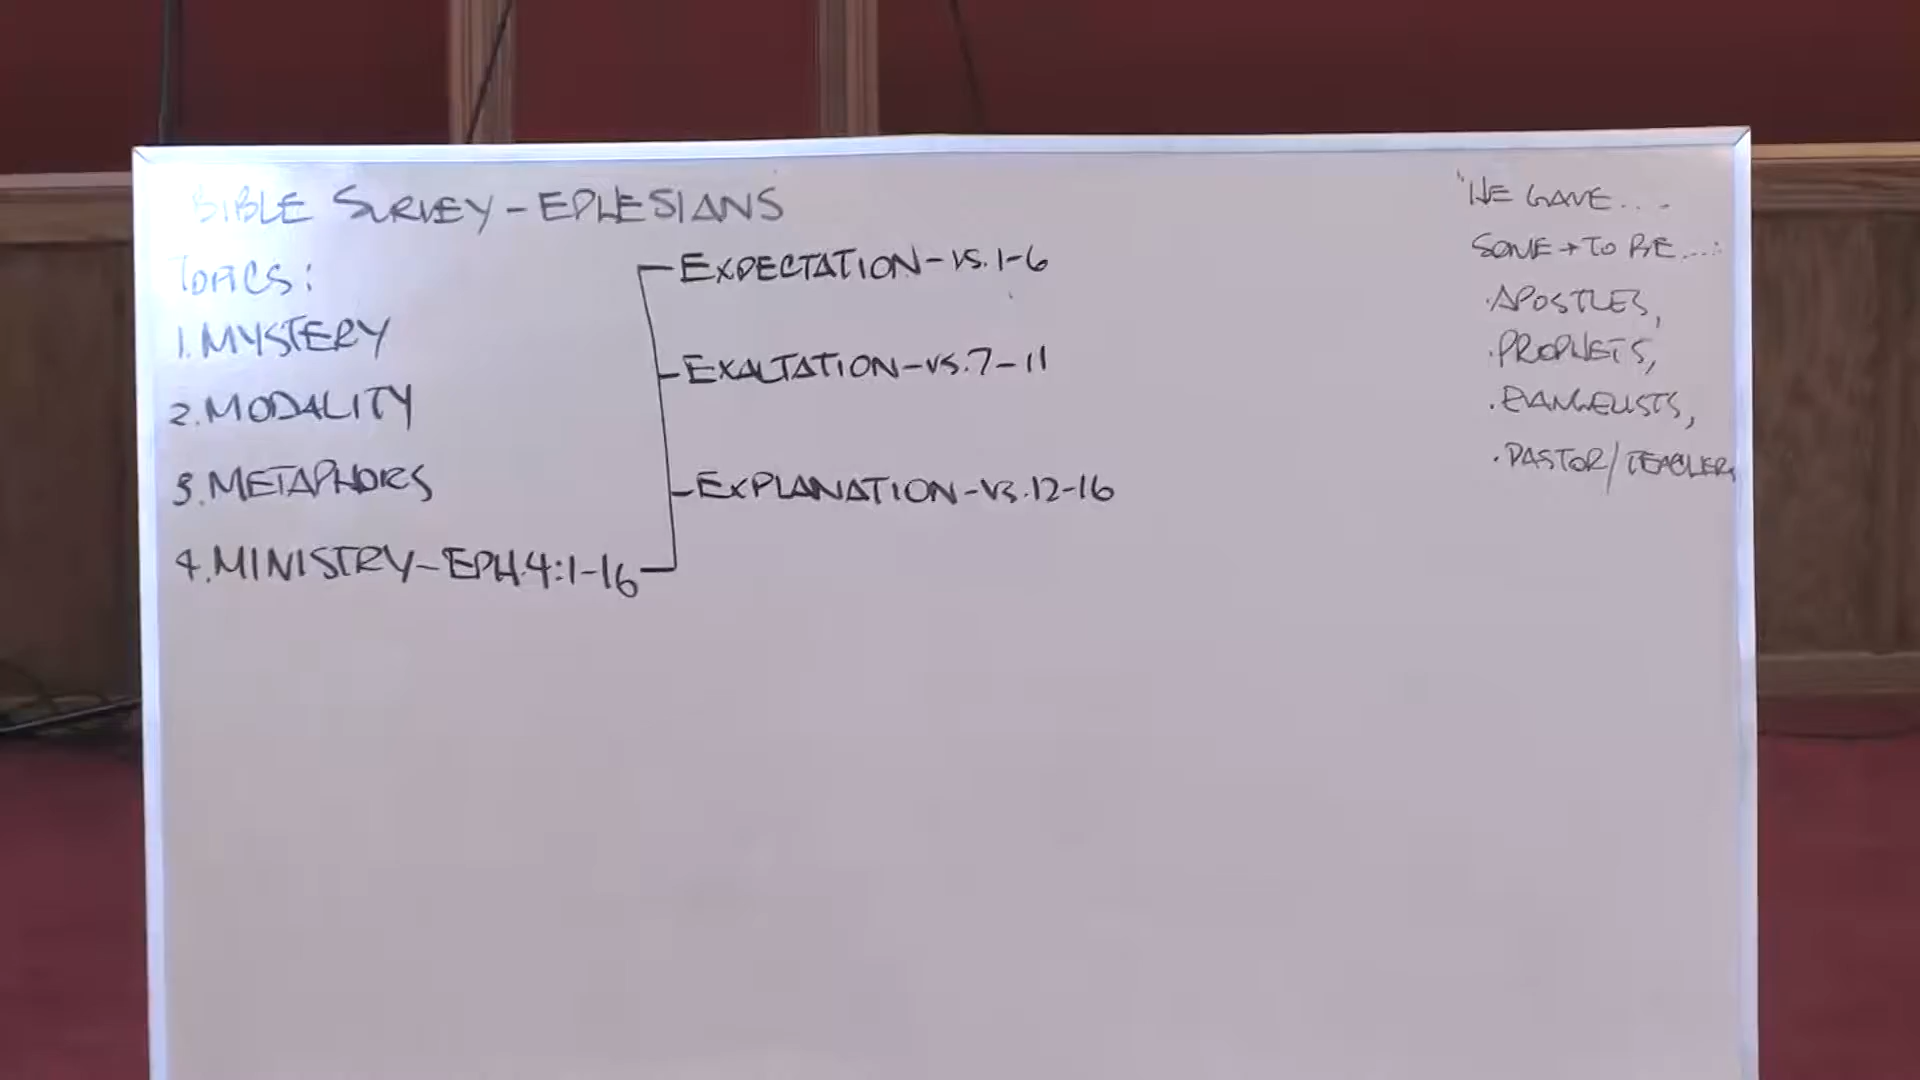 BIBLE SURVEY - EPHESIANS
TOPICS:
1. MYSTERY
2. MODALITY
3. METAPHORS
4. MINISTRY - EPH. 4:1-16
EXPECTATION - VS. 1-6
EXALTATION - VS. 7-11
EXPLANATION - VS. 12-16
"HE GAVE....
SOME → TO BE....:
· APOSTLES,
· PROPHETS,
· EVANGELISTS,
· PASTOR/TEACHERS